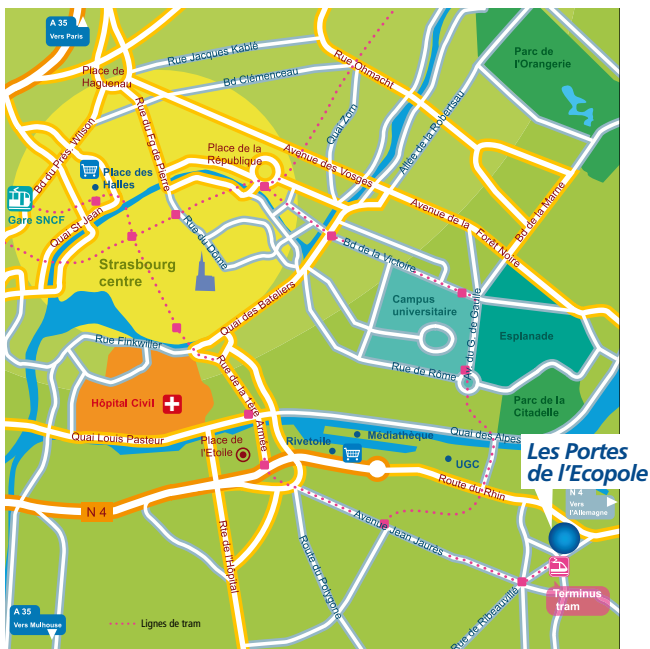 A 35
Vers Paris
Rue Jacques Kablé
Place de
Haguenau
Bd Clémenceau
Rue Ohmacht
Parc de
l'Orangerie
Quai Zorn
Allée de la Robertsau
Bd du Prés. Wilson
Rue du Fg de Pierre
Place de la
République
Avenue des Vosges
Place des
Halles
Gare SNCF
Quai St Jean
Avenue de la Forêt Noire
Bd de la Marne
Rue du Dôme
Bd de la Victoire
Strasbourg
centre
Campus
universitaire
Av. du G. de Gaulle
Esplanade
Quai des Bateliers
Rue Finkwiller
Rue de Rôme
Hôpital Civil
Rue de la 1ère Armée
Parc de la
Citadelle
Quai Louis Pasteur
Place de
l'Etoile
Rivetoile
Médiathèque
Quai des Alpes
UGC
Les Portes
de l'Ecopole
Route du Rhin
N 4
Vers
l'Allemagne
N 4
Avenue Jean Jaurès
Rte de l'Hôpital
Route du Polygone
Rue de Ribeauvillé
Terminus
tram
A 35
Vers Mulhouse
Lignes de tram